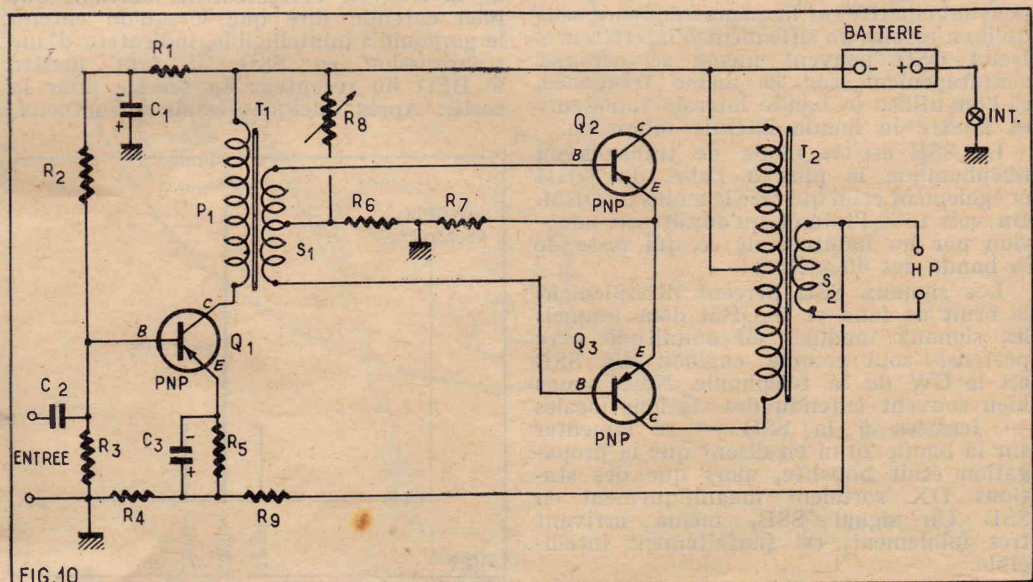 BATTERIE
- o +o
INT.
R1
C1
+
R2
T1
P1
S1
R8
R6
R7
Q2
B
C
E
PNP
T2
S2
H P
Q1
B
C
E
PNP
Q3
B
E
C
PNP
C2
ENTREE
R3
C3
-
+
R5
R4
R9
FIG.10